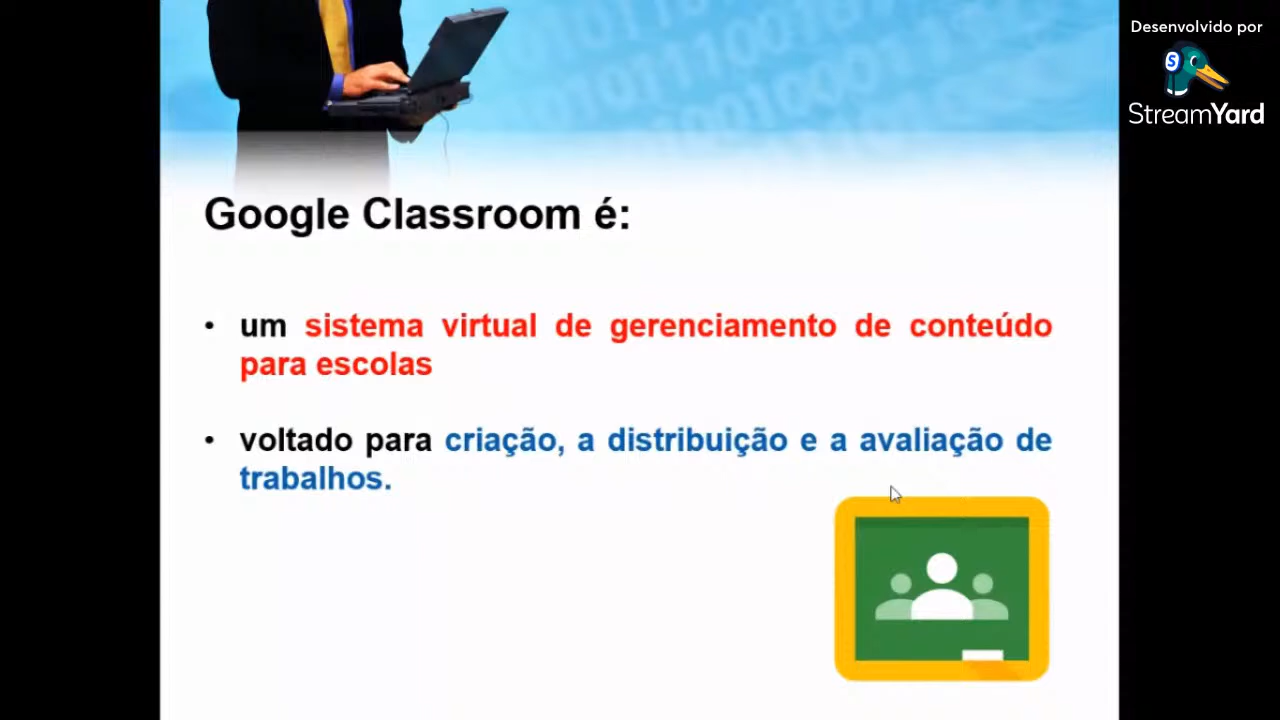 Desenvolvido por
StreamYard
Google Classroom é:
• um sistema virtual de gerenciamento de conteúdo
para escolas
• voltado para criação, a distribuição e a avaliação de
trabalhos.